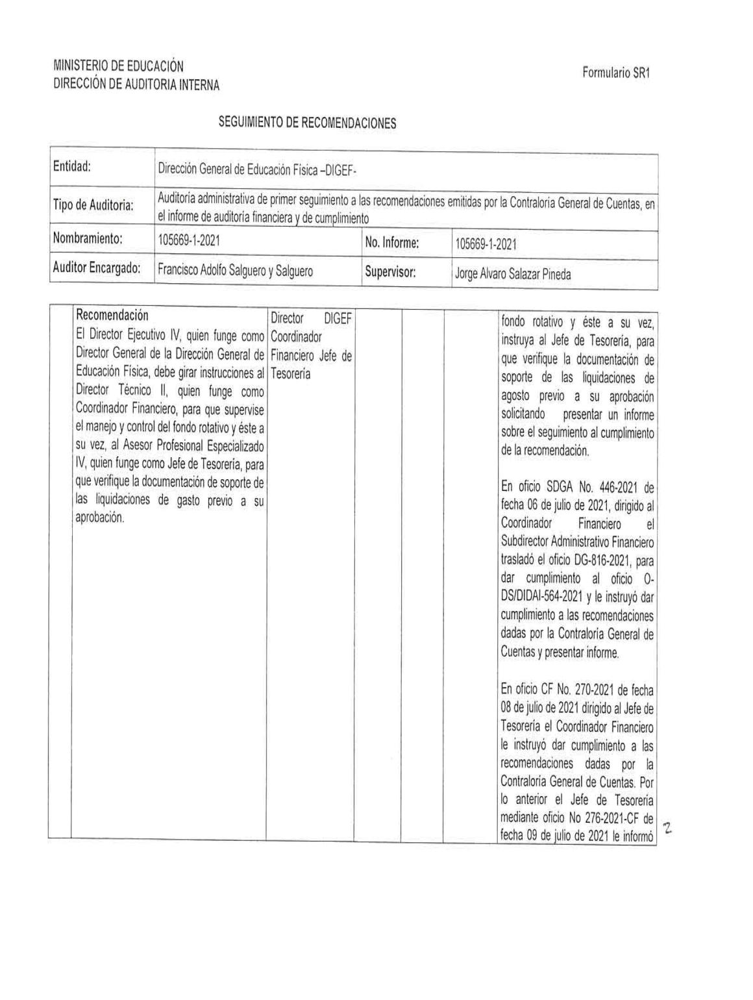 MINISTERIO DE EDUCACIÓN
DIRECCIÓN DE AUDITORIA INTERNA
Formulario SR1
SEGUIMIENTO DE RECOMENDACIONES
Entidad:
Dirección General de Educación Física –DIGEF-
Tipo de Auditoria:
Auditoría administrativa de primer seguimiento a las recomendaciones emitidas por la Contraloría General de Cuentas, en
el informe de auditoría financiera y de cumplimiento
Nombramiento:
105669-1-2021
No. Informe:
105669-1-2021
Auditor Encargado:
Francisco Adolfo Salguero y Salguero
Supervisor:
Jorge Alvaro Salazar Pineda
Recomendación
El Director Ejecutivo IV, quien funge como
Director General de la Dirección General de
Educación Física, debe girar instrucciones al
Director Técnico II, quien funge como
Coordinador Financiero, para que supervise
el manejo y control del fondo rotativo y éste a
su vez, al Asesor Profesional Especializado
IV, quien funge como Jefe de Tesorería, para
que verifique la documentación de soporte de
las liquidaciones de gasto previo a su
aprobación.
Director DIGEF
Coordinador
Financiero Jefe de
Tesorería
fondo rotativo y éste a su vez,
instruya al Jefe de Tesorería, para
que verifique la documentación de
soporte de las liquidaciones de
agosto previo a su aprobación
solicitando presentar un informe
sobre el seguimiento al cumplimiento
de la recomendación.
En oficio SDGA No. 446-2021 de
fecha 06 de julio de 2021, dirigido al
Coordinador Financiero el
Subdirector Administrativo Financiero
trasladó el oficio DG-816-2021, para
dar cumplimiento al oficio O-
DS/DIDAI-564-2021 y le instruyó dar
cumplimiento a las recomendaciones
dadas por la Contraloría General de
Cuentas y presentar informe.
En oficio CF No. 270-2021 de fecha
08 de julio de 2021 dirigido al Jefe de
Tesorería el Coordinador Financiero
le instruyó dar cumplimiento a las
recomendaciones dadas por la
Contraloría General de Cuentas. Por
lo anterior el Jefe de Tesorería
mediante oficio No 276-2021-CF de
fecha 09 de julio de 2021 le informó
2